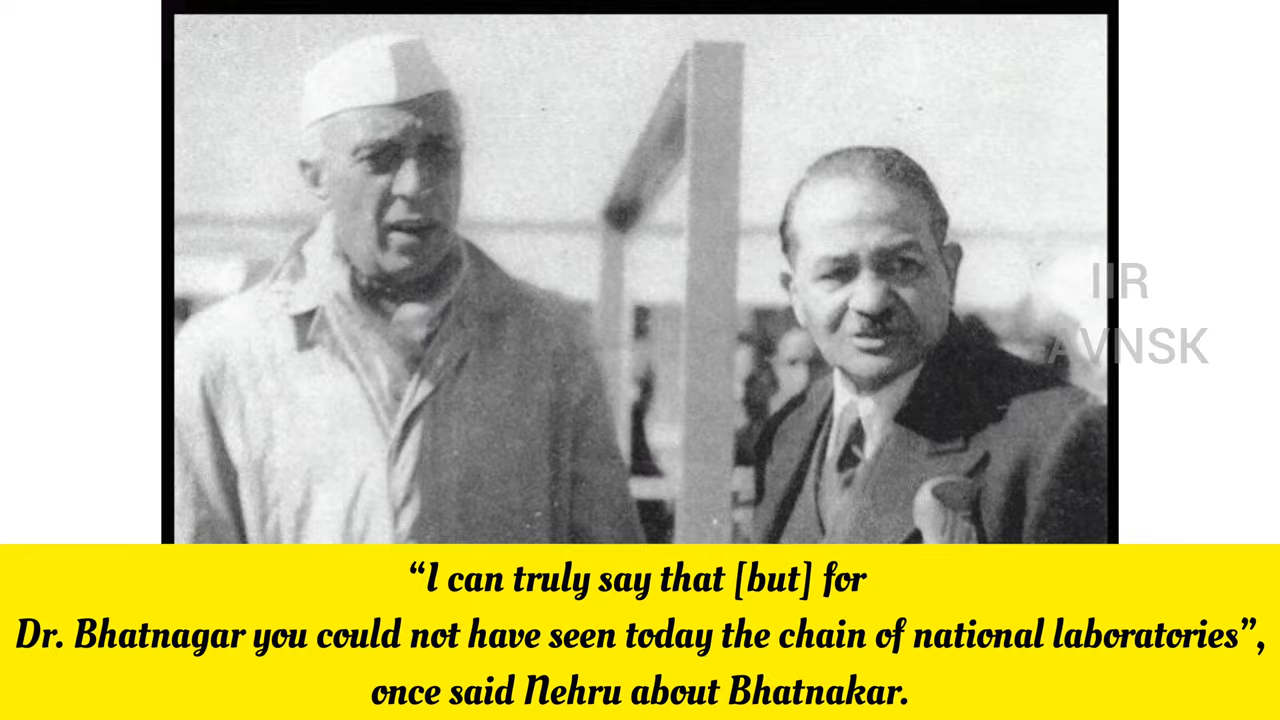 IIR
AVNSK
“I can truly say that [but] for
Dr. Bhatnagar you could not have seen today the chain of national laboratories”,
once said Nehru about Bhatnakar.